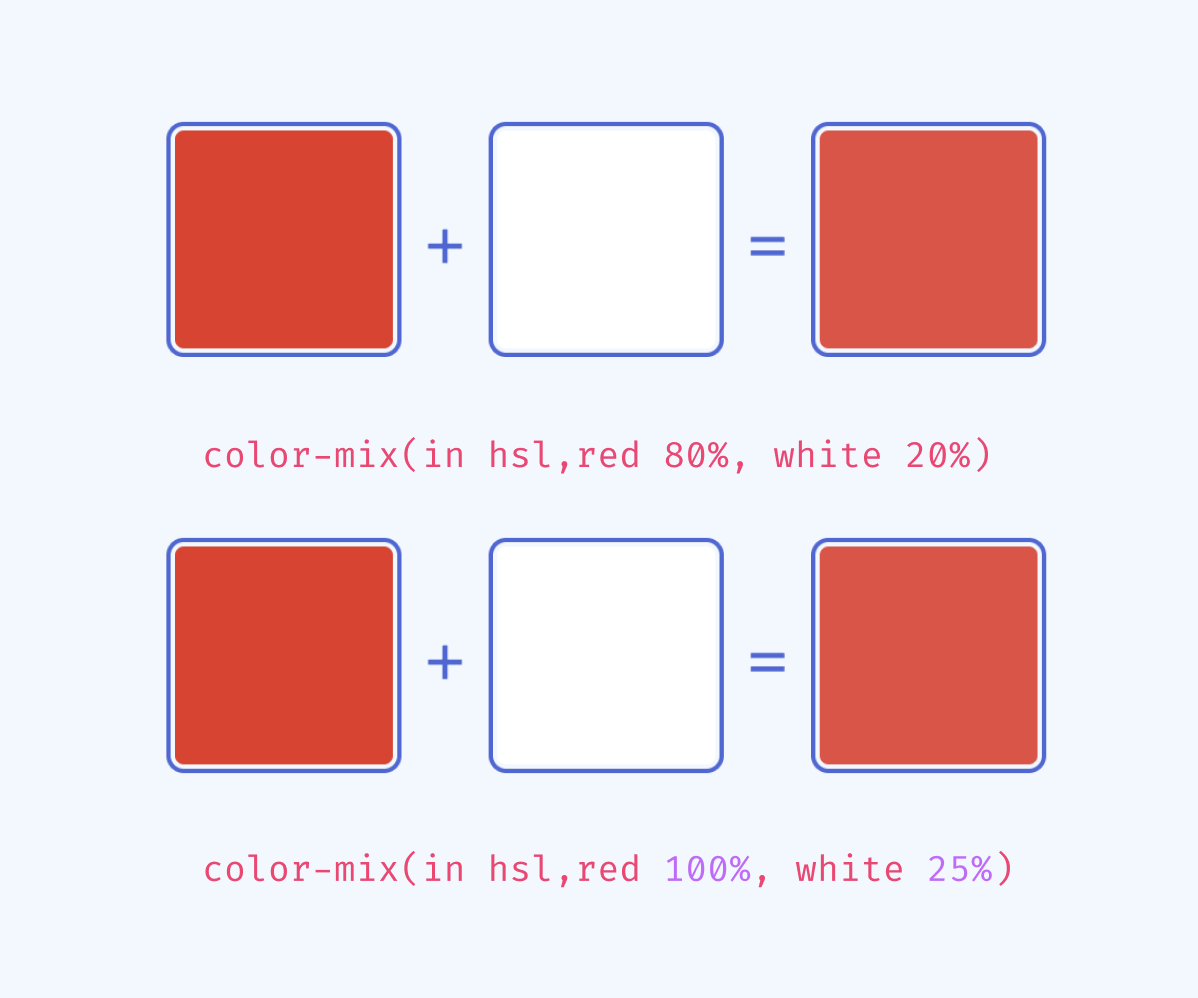 + =
color-mix(in hsl,red 80%, white 20%)
+ =
color-mix(in hsl,red 100%, white 25%)